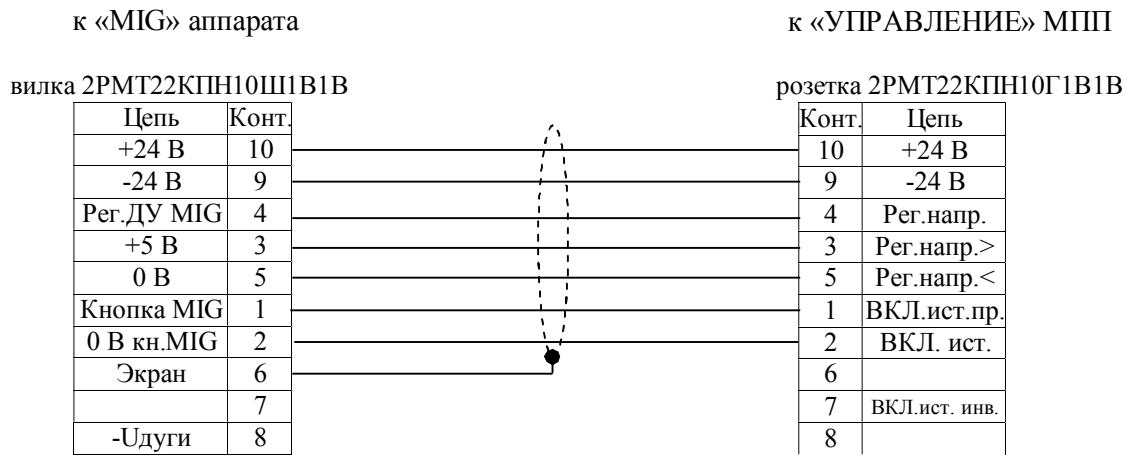 к «MIG» аппарата к «УПРАВЛЕНИЕ» МПП
вилка 2РМТ22КПН10Ш1В1В розетка 2РМТ22КПН10Г1В1В
Цепь Конт. Конт. Цепь
+24 В 10 10 +24 В
-24 В 9 9 -24 В
Рег.ДУ MIG 4 4 Рег.напр.
+5 В 3 3 Рег.напр.>
0 В 5 5 Рег.напр.<
Кнопка MIG 1 1 ВКЛ.ист.пр.
0 В кн.MIG 2 2 ВКЛ. ист.
Экран 6 6
7 7 ВКЛ.ист. инв.
-Uдуги 8 8